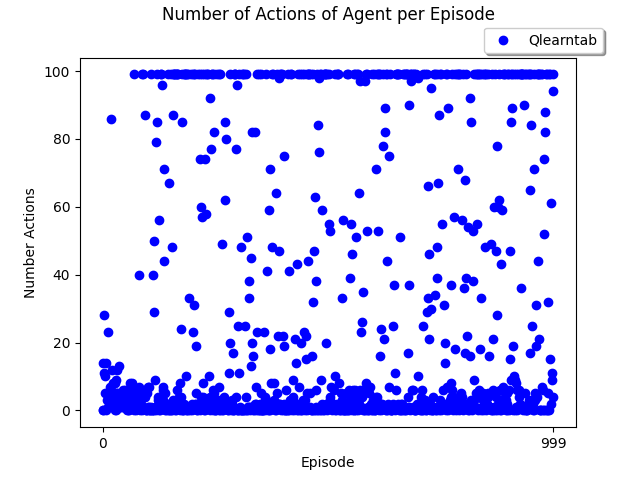 Number of Actions of Agent per Episode
Qlearntab
100
80
60
40
20
0
Number Actions
0
999
Episode